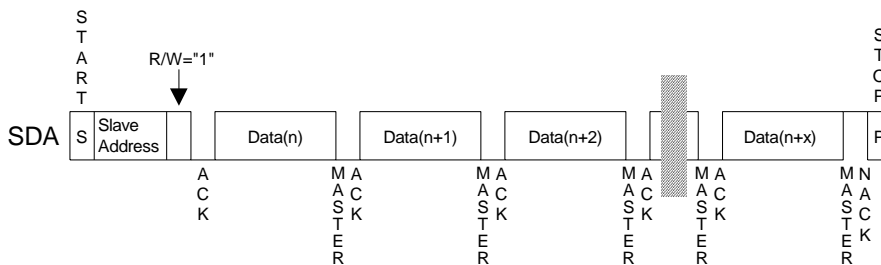 START
R/W="1"
STOP
SDA
S
Slave
Address
Data(n)
Data(n+1)
Data(n+2)
Data(n+x)
P
ACK
MASTER ACK
MASTER ACK
MASTER ACK
MASTER ACK
MASTER NACK